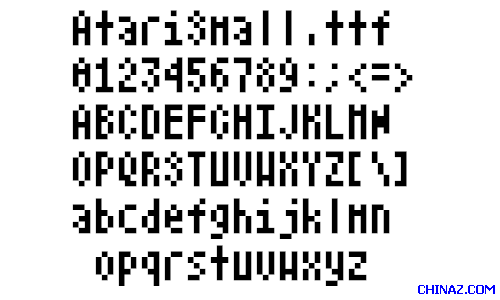 AtariSmall.ttf
0123456789:;<=>
ABCDEFGHIJKLMN
OPQRSTUVWXYZ[\]
abcdefghijklmn
opqrstuvwxyz
CHINAZ.COM